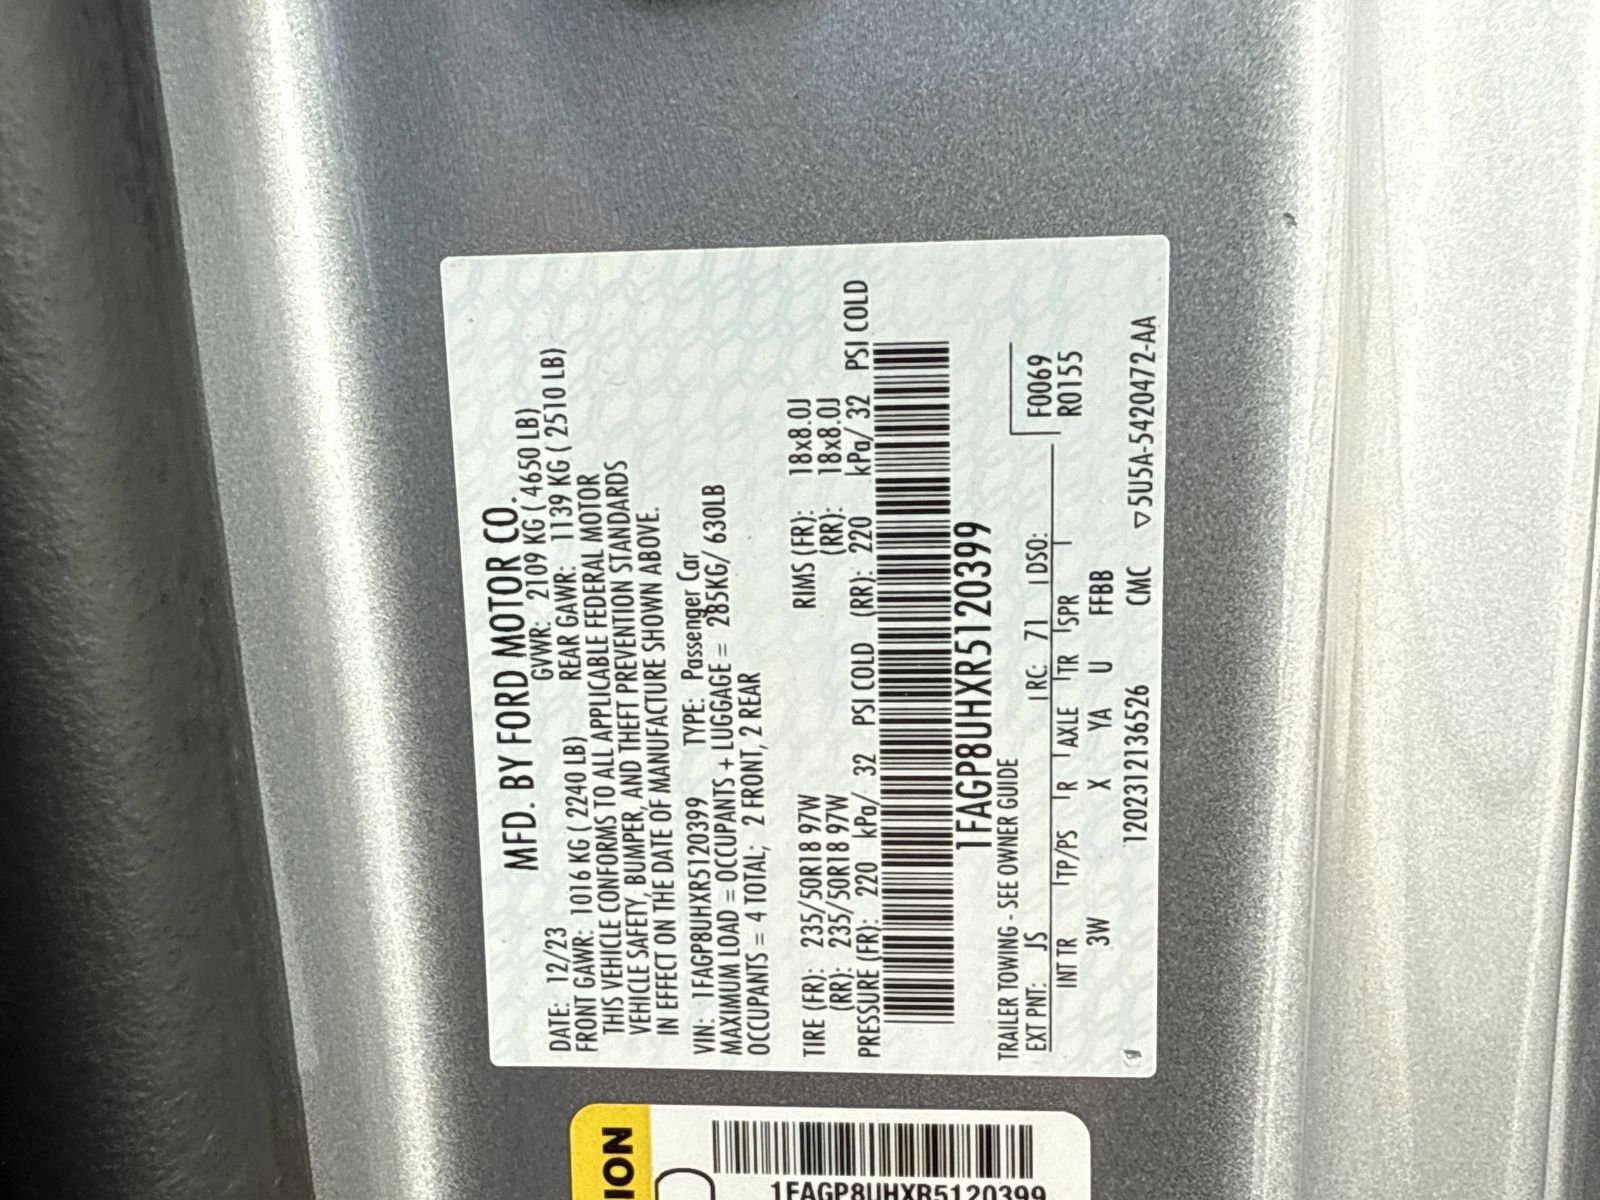 MFD. BY FORD MOTOR CO.
DATE: 12/23 GVWR: 2109 KG ( 4650 LB)
FRONT GAWR: 1016 KG ( 2240 LB) REAR GAWR: 1139 KG ( 2510 LB)
THIS VEHICLE CONFORMS TO ALL APPLICABLE FEDERAL MOTOR
VEHICLE SAFETY, BUMPER, AND THEFT PREVENTION STANDARDS
IN EFFECT ON THE DATE OF MANUFACTURE SHOWN ABOVE.
VIN: 1FAGP8UHXR5120399 TYPE: Passenger Car
MAXIMUM LOAD = OCCUPANTS + LUGGAGE = 285KG/ 630LB
OCCUPANTS = 4 TOTAL; 2 FRONT, 2 REAR
TIRE (FR): 235/50R18 97W RIMS (FR): 18x8.0J
(RR): 235/50R18 97W (RR): 18x8.0J
PRESSURE (FR): 220 kPa/ 32 PSI COLD (RR): 220 kPa/ 32 PSI COLD
1FAGP8UHXR5120399
TRAILER TOWING - SEE OWNER GUIDE
EXT PNT: JS RC: 71 DSO: F0069
INT TR TP/PS R AXLE TR SPR R0155
3W X YA U FFBB
1202312136526 CMC ▽5U5A-5420472-AA
ION
1FAGP8UHXR5120399